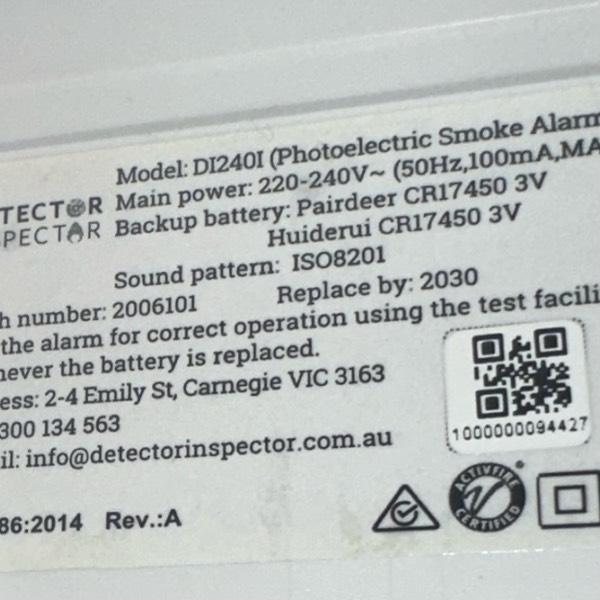 Model: DI240I (Photoelectric Smoke Alarm
TECTOR Main power: 220-240V~ (50Hz,100mA,MA
PECTAR Backup battery: Pairdeer CR17450 3V
Huiderui CR17450 3V
Sound pattern: ISO8201
h number: 2006101 Replace by: 2030
the alarm for correct operation using the test facili
never the battery is replaced.
ess: 2-4 Emily St, Carnegie VIC 3163
300 134 563
il: info@detectorinspector.com.au
1000000094427
86:2014 Rev.:A
ACTIVFIRE
CERTIFIED